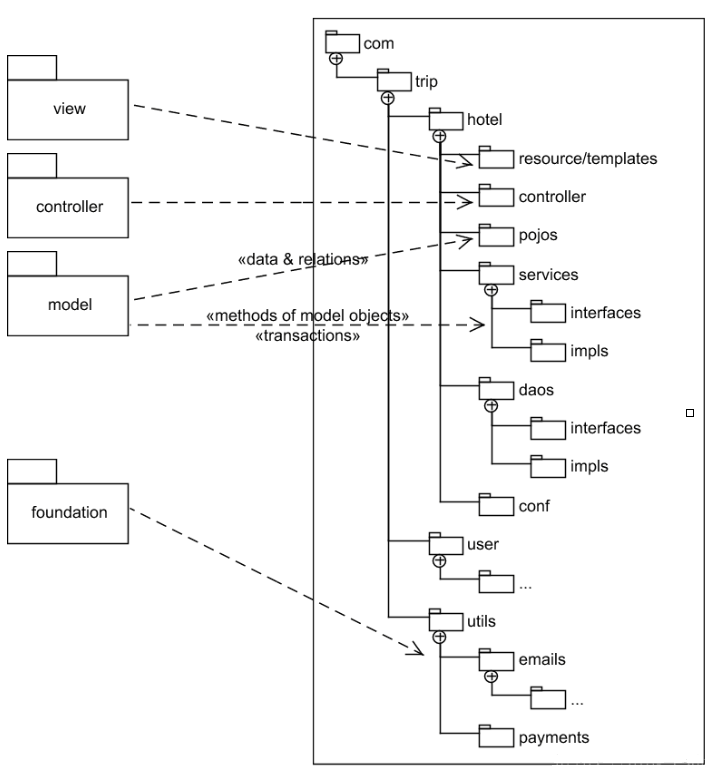 com
trip
view
hotel
resource/templates
controller
controller
pojos
«data & relations»
services
model
«methods of model objects»
interfaces
«transactions»
impls
daos
interfaces
impls
foundation
conf
user
...
utils
emails
...
payments